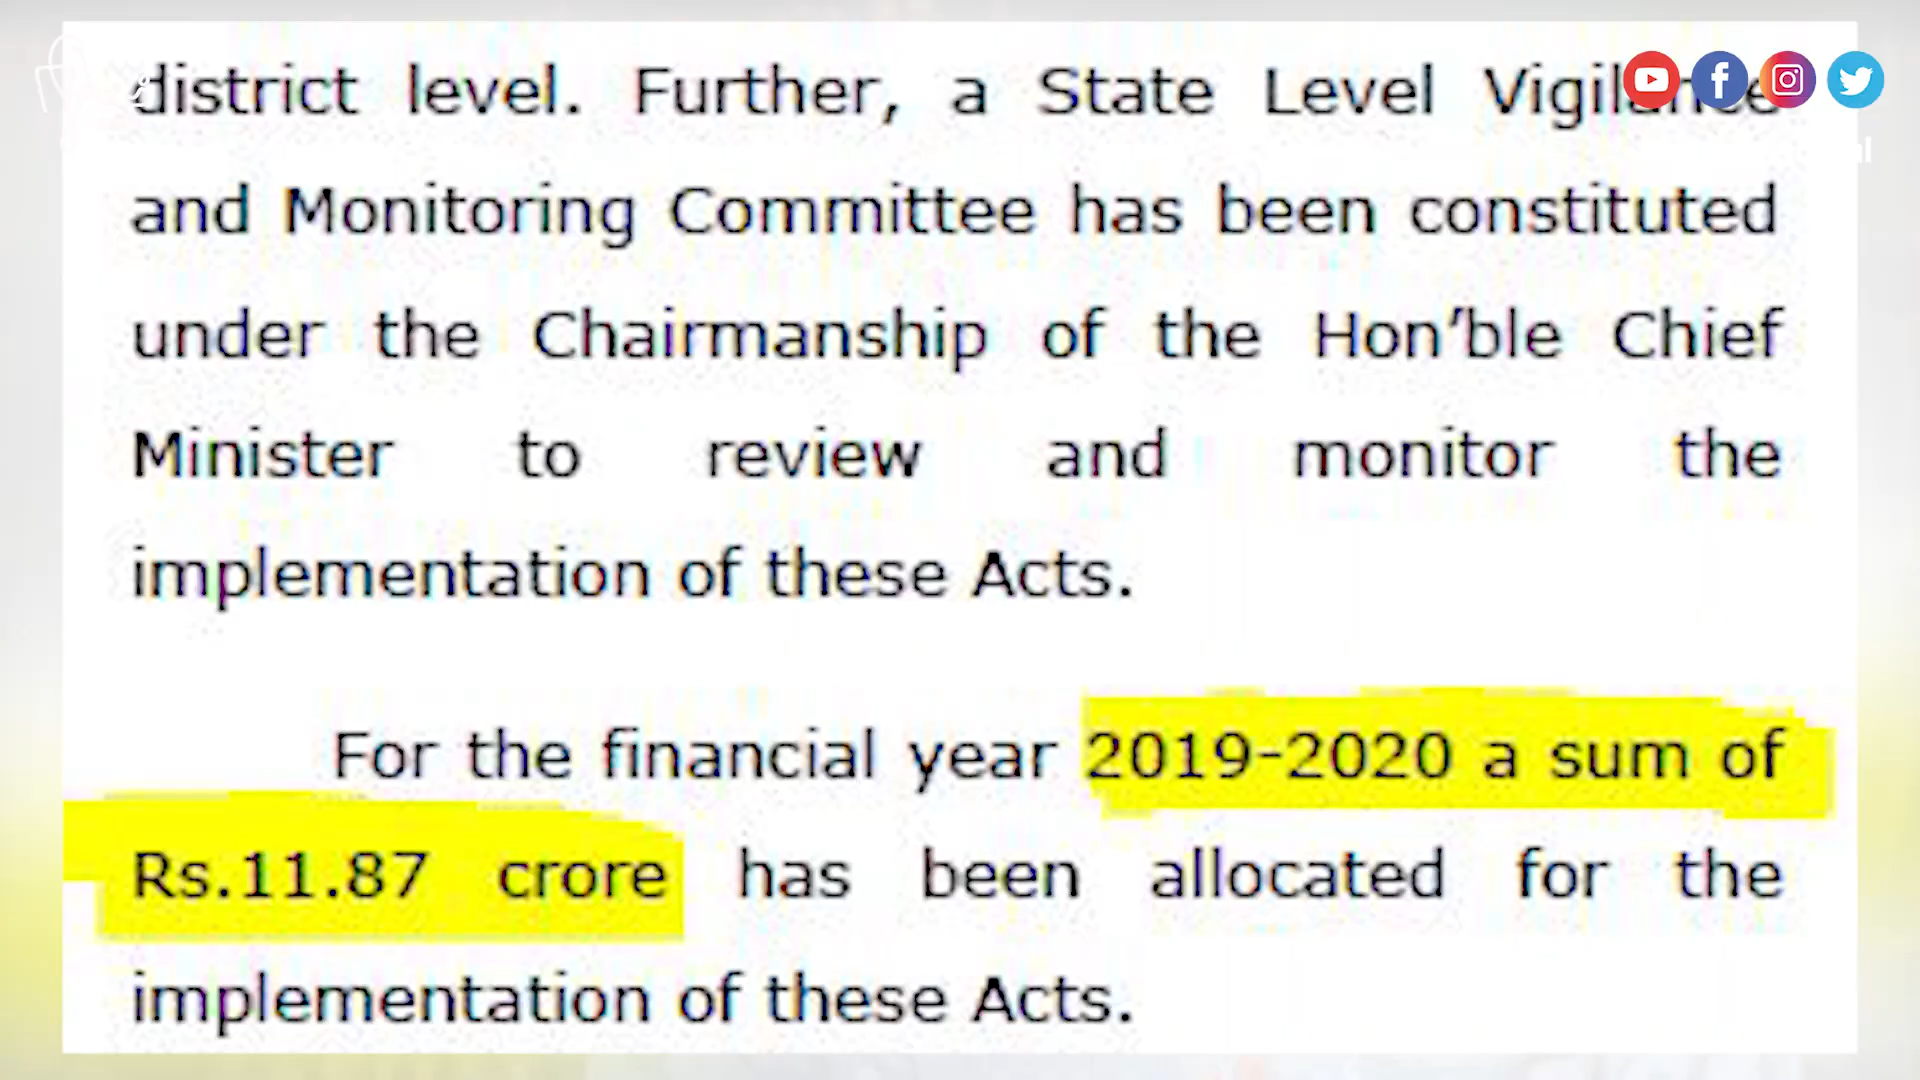 district level. Further, a State Level Vigilance
and Monitoring Committee has been constituted
under the Chairmanship of the Hon’ble Chief
Minister to review and monitor the
implementation of these Acts.
For the financial year 2019-2020 a sum of
Rs.11.87 crore has been allocated for the
implementation of these Acts.